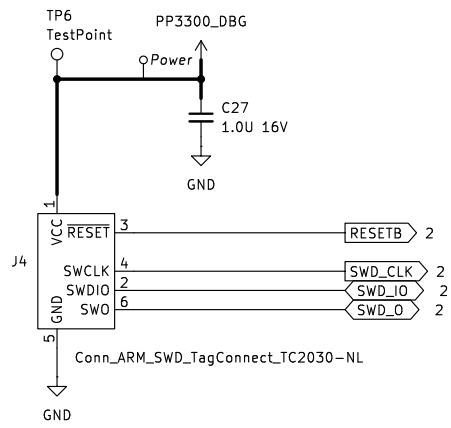 TP6
TestPoint
PP3300_DBG
Power
C27
1.0U 16V
GND
1
VCC
RESET
3
RESETB
2
J4
SWCLK
4
SWD_CLK
2
SWDIO
2
SWD_IO
2
GND
SWO
6
SWD_O
2
5
Conn_ARM_SWD_TagConnect_TC2030-NL
GND